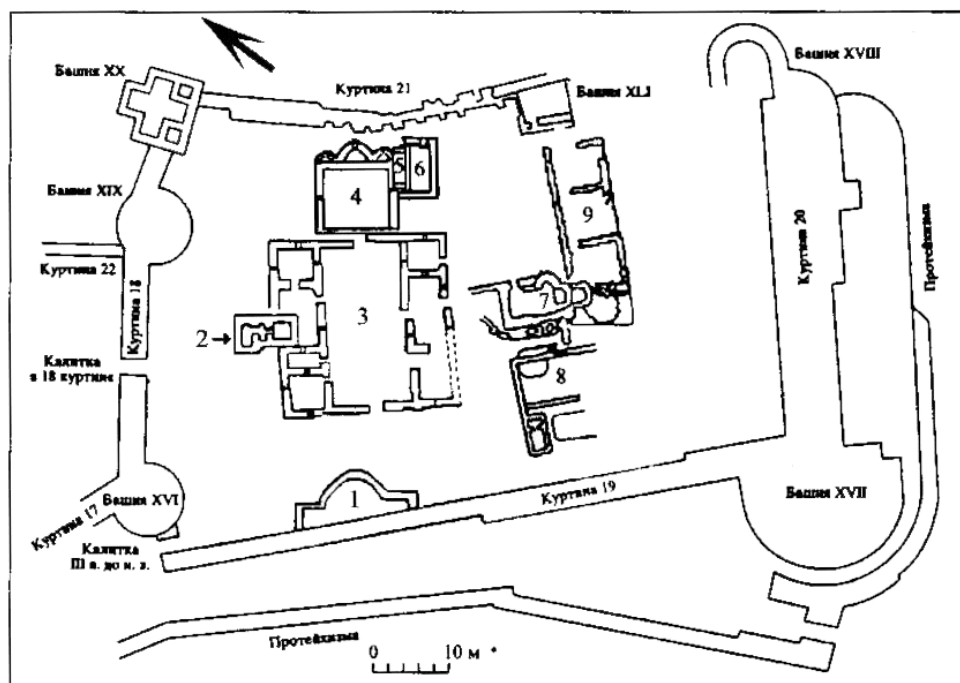 Башня XX
Куртина 21
Башня XVIII
Башня XLI
5
6
4
Башня XIX
9
Куртина 20
Протейхизма
Куртина 22
Куртина 18
3
7
2
Калитка
в 18 куртине
8
Башня XVI
1
Куртина 19
Башня XVII
Куртина 17
Калитка
III в. до н. э.
Протейхизма
0 10 м